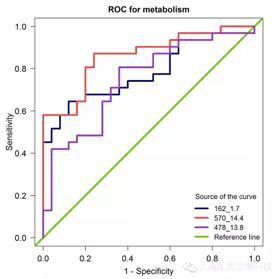 ROC for metabolism
1.0
0.8
0.6
0.4
0.2
0.0
Sensitivity
Source of the curve
162_1.7
570_14.4
478_13.8
Reference line
0.0 0.2 0.4 0.6 0.8 1.0
1 - Specificity